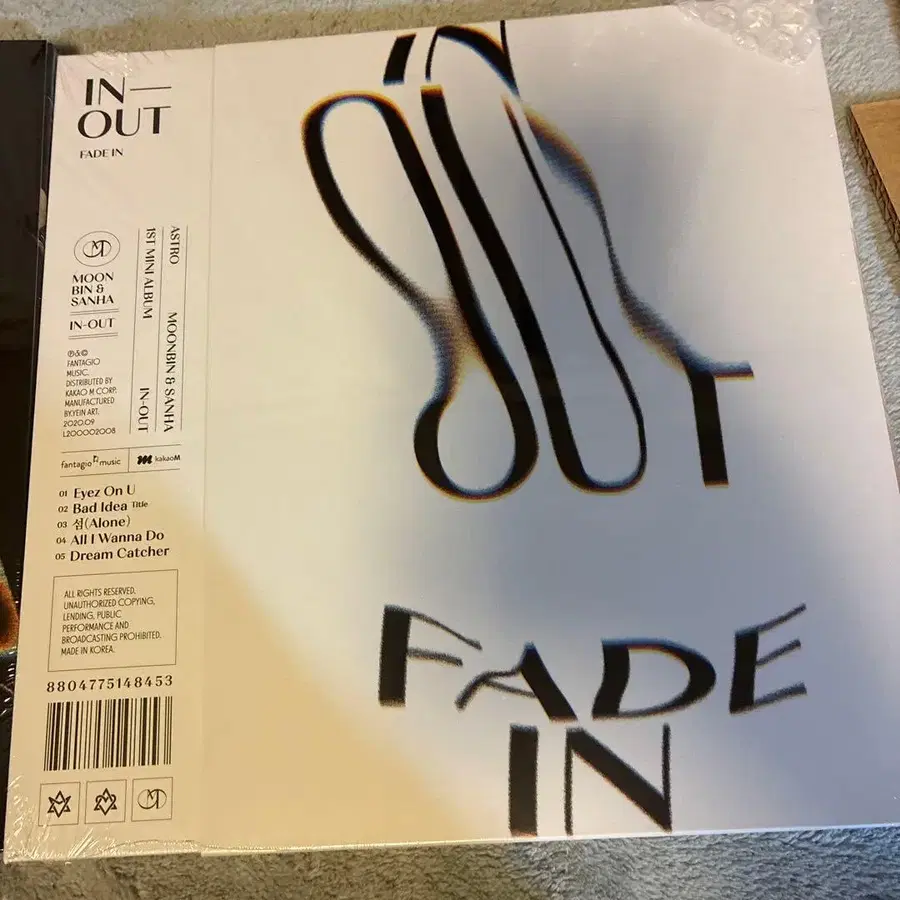 IN—
OUT
FADE IN
MOON
BIN &
SANHA
IN-OUT
℗&©
FANTAGIO
MUSIC.
DISTRIBUTED BY
KAKAO M CORP.
MANUFACTURED
BY.YEIN ART.
2020.09
L200002008
ASTRO MOONBIN & SANHA
1ST MINI ALBUM IN-OUT
fantagio music kakaoM
01 Eyez On U
02 Bad Idea Title
03 섬(Alone)
04 All I Wanna Do
05 Dream Catcher
ALL RIGHTS RESERVED.
UNAUTHORIZED COPYING,
LENDING, PUBLIC
PERFORMANCE AND
BROADCASTING PROHIBITED.
MADE IN KOREA.
8804775148453
IN
OUT
FADE
IN